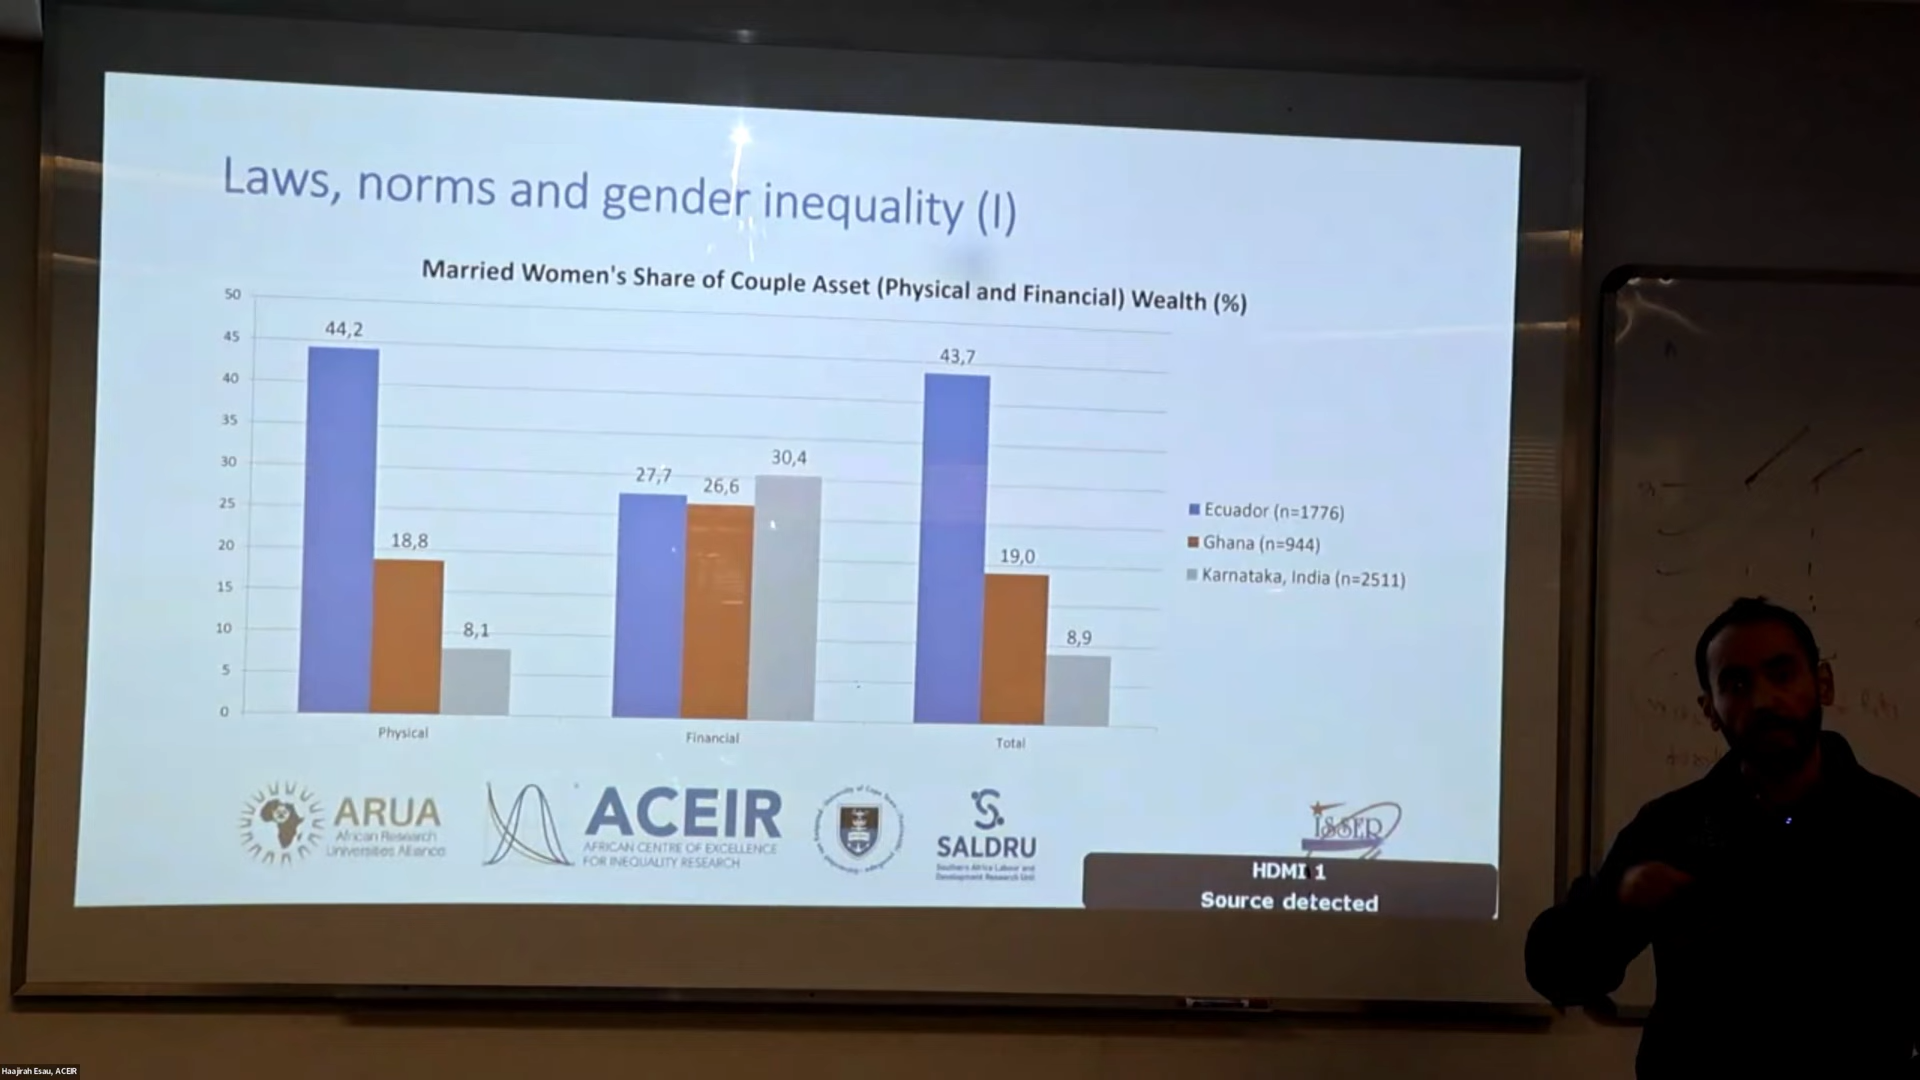 Laws, norms and gender inequality (I)
Married Women's Share of Couple Asset (Physical and Financial) Wealth (%)
50
45
40
35
30
25
20
15
10
5
0
44,2
18,8
8,1
27,7
26,6
30,4
43,7
19,0
8,9
Physical
Financial
Total
Ecuador (n=1776)
Ghana (n=944)
Karnataka, India (n=2511)
ARUA
African Research
Universities Alliance
ACEIR
AFRICAN CENTRE OF EXCELLENCE
FOR INEQUALITY RESEARCH
SALDRU
Southern Africa Labour and
Development Research Unit
ISSER
HDMI 1
Source detected
Haajirah Esau, ACEIR